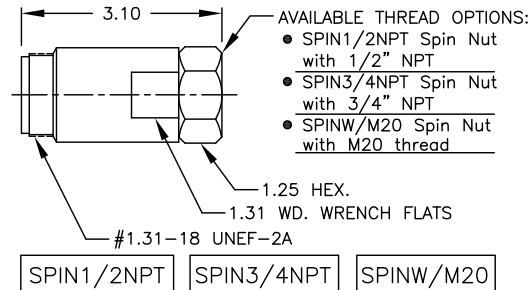 3.10
AVAILABLE THREAD OPTIONS:
● SPIN1/2NPT Spin Nut
with 1/2” NPT
● SPIN3/4NPT Spin Nut
with 3/4” NPT
● SPINW/M20 Spin Nut
with M20 thread
1.25 HEX.
1.31 WD. WRENCH FLATS
#1.31-18 UNEF-2A
SPIN1/2NPT SPIN3/4NPT SPINW/M20